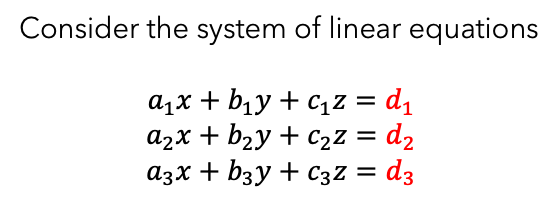 Consider the system of linear equations
a₁x + b₁y + c₁z = d₁
a₂x + b₂y + c₂z = d₂
a₃x + b₃y + c₃z = d₃